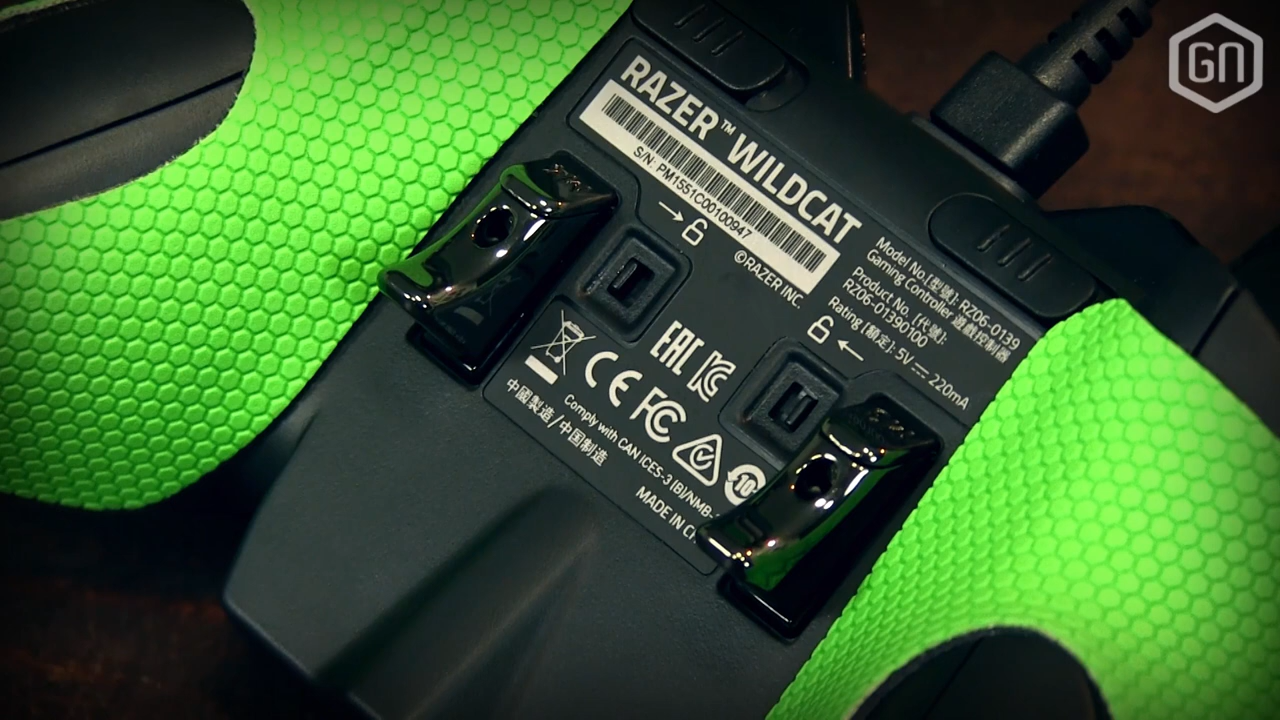 GN
RAZER™ WILDCAT
S/N: PM1551C00100947
©RAZER INC.
Model No.[型號]: RZ06-0139
Gaming Controller 遊戲控制器
Product No. [代號]:
RZ06-01390100
Rating [額定]: 5V ⎓ 220mA
EAC
CE FC
10
Comply with CAN ICES-3 (B)/NMB-
中國製造/中国制造
MADE IN